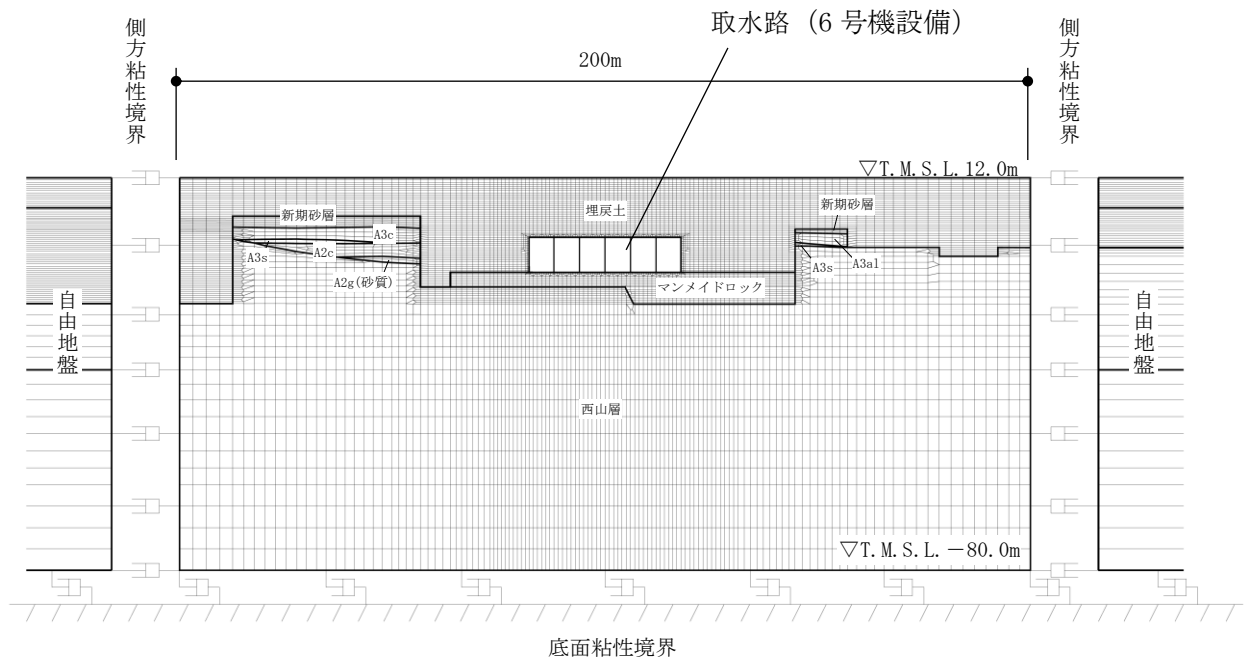 取水路 (6 号機設備)
側方粘性境界
200m
側方粘性境界
▽T.M.S.L.12.0m
新期砂層
新期砂層
埋戻土
A3c
A3s
A2c
A2g(砂質)
A3s
A3a1
マンメイドロック
自由地盤
自由地盤
西山層
▽T.M.S.L.－80.0m
底面粘性境界